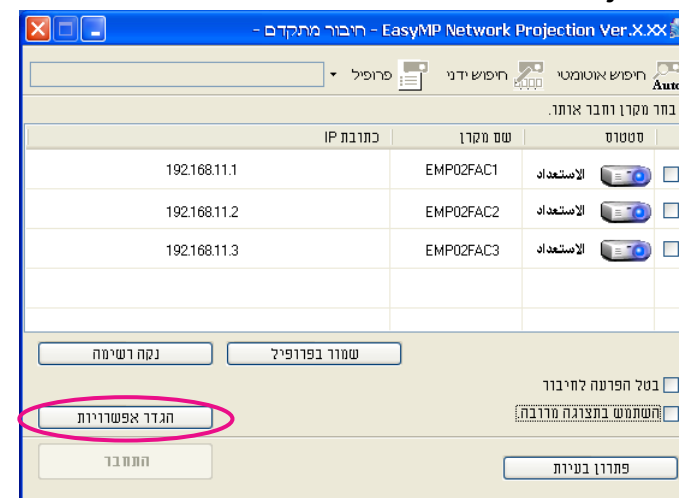 EasyMP Network Projection Ver.X.XX - חיבור מתקדם -
חיפוש אוטומטי חיפוש ידני פרופיל
Auto
בחר מקרן וחבר אותו.
סטטוס שם מקרן כתובת IP
الاستعداد EMP02FAC1 192.168.11.1
الاستعداد EMP02FAC2 192.168.11.2
الاستعداد EMP02FAC3 192.168.11.3
שמור בפרופיל נקה רשימה
בטל הפרעה לחיבור
השתמש בתצוגה מרובה.
הגדר אפשרויות
פתרון בעיות התחבר